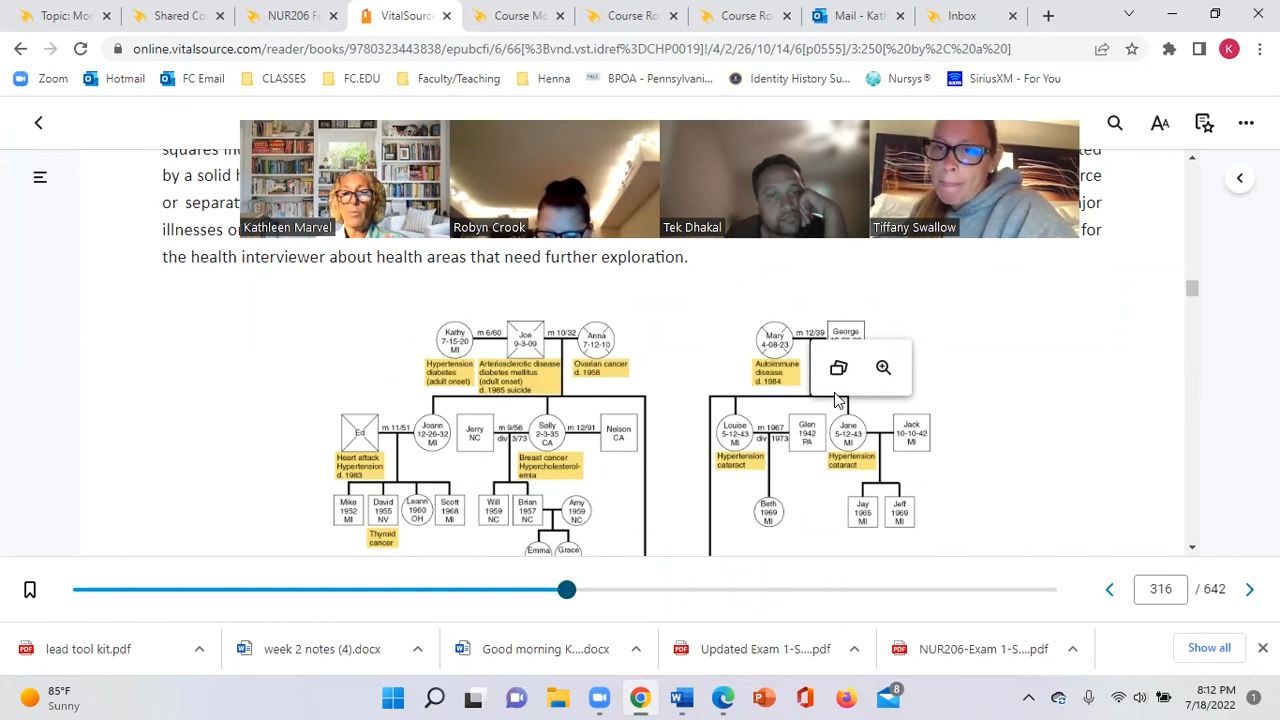 Topic: Mor
Shared Co
NUR206 F
VitalSource
Course Mo
Course Ro
Course Ro
Mail - Kath
Inbox
online.vitalsource.com/reader/books/9780323443838/epubcfi/6/66[%3Bvnd.vst.idref%3DCHP0019]!/4/2/26/10/14/6[p0555]/3:250[%20by%2C%20a%20]
K
Zoom
Hotmail
FC Email
CLASSES
FC.EDU
Faculty/Teaching
Henna
BPOA - Pennsylvani...
Identity History Su...
Nursys®
SiriusXM - For You
by a solid h
or separat
illnesses o
for
the health interviewer about health areas that need further exploration.
Kathleen Marvel
Robyn Crook
Tek Dhakal
Tiffany Swallow
Kathy
7-15-20
MI
m 6/60
Joe
9-3-09
m 10/32
Anna
7-12-10
Mary
4-08-23
m 12/39
George
Hypertension
diabetes
(adult onset)
Arteriosclerotic disease
diabetes mellitus
(adult onset)
d. 1985 suicide
Ovarian cancer
d. 1958
Autoimmune
disease
d. 1984
Ed
m 11/51
Joann
12-26-32
MI
Jerry
NC
m 9/56
div 3/73
Sally
2-3-35
CA
m 12/91
Nelson
CA
Louise
5-12-43
MI
m 1967
div 1973
Glen
1942
PA
Jane
5-12-43
MI
Jack
10-10-42
MI
Heart attack
Hypertension
d. 1983
Breast cancer
Hypercholesterol-
emia
Hypertension
cataract
Hypertension
cataract
Mike
1952
MI
David
1955
NV
Leann
1960
OH
Scott
1968
MI
Will
1959
NC
Brian
1957
NC
Amy
1959
NC
Beth
1969
MI
Jay
1965
MI
Jeff
1969
MI
Thyroid
cancer
Emma
Grace
316 / 642
lead tool kit.pdf
week 2 notes (4).docx
Good morning K....docx
Updated Exam 1-S....pdf
NUR206-Exam 1-S....pdf
Show all
85°F
Sunny
8
8:12 PM
7/18/2022
1